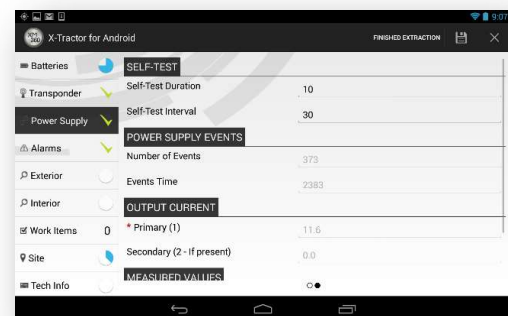 9:07
XM 360
X-Tractor for Android
FINISHED EXTRACTION
Batteries
Transponder
Power Supply
Alarms
Exterior
Interior
Work Items 0
Site
Tech Info
SELF-TEST
Self-Test Duration 10
Self-Test Interval 30
POWER SUPPLY EVENTS
Number of Events 373
Events Time 2383
OUTPUT CURRENT
* Primary (1) 11.6
Secondary (2 - If present) 0.0
MEASURED VALUES